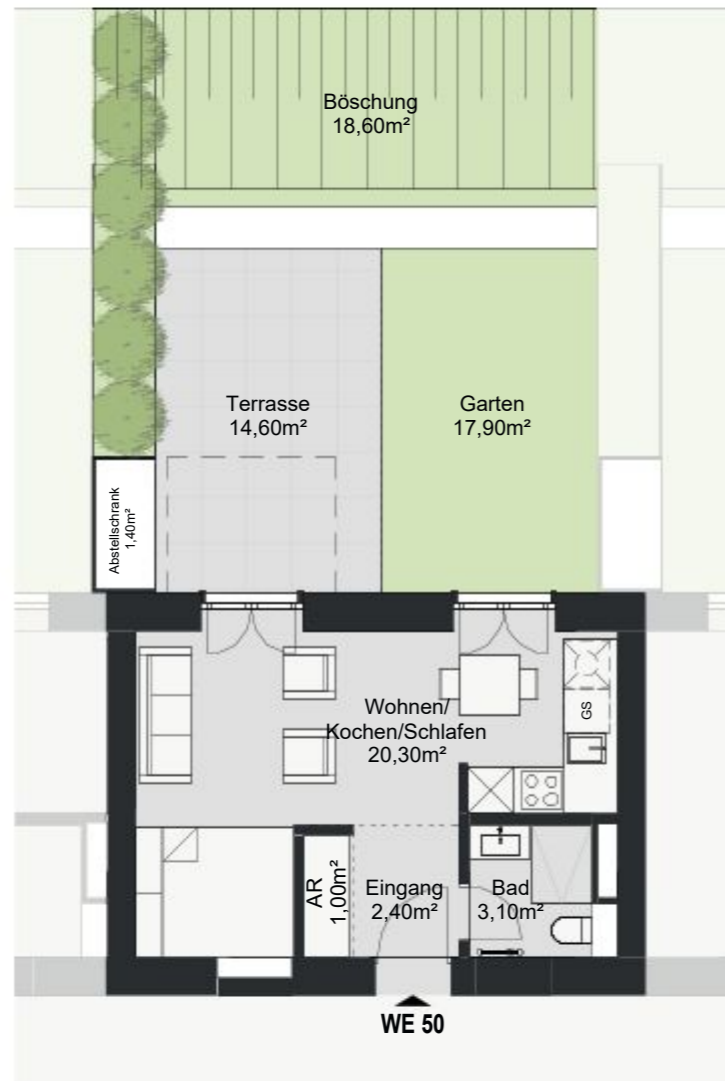 Böschung
18,60m²
Terrasse
14,60m²
Garten
17,90m²
Abstellschrank
1,40m²
Wohnen/
Kochen/Schlafen
20,30m²
GS
AR
1,00m²
Eingang
2,40m²
Bad
3,10m²
WE 50